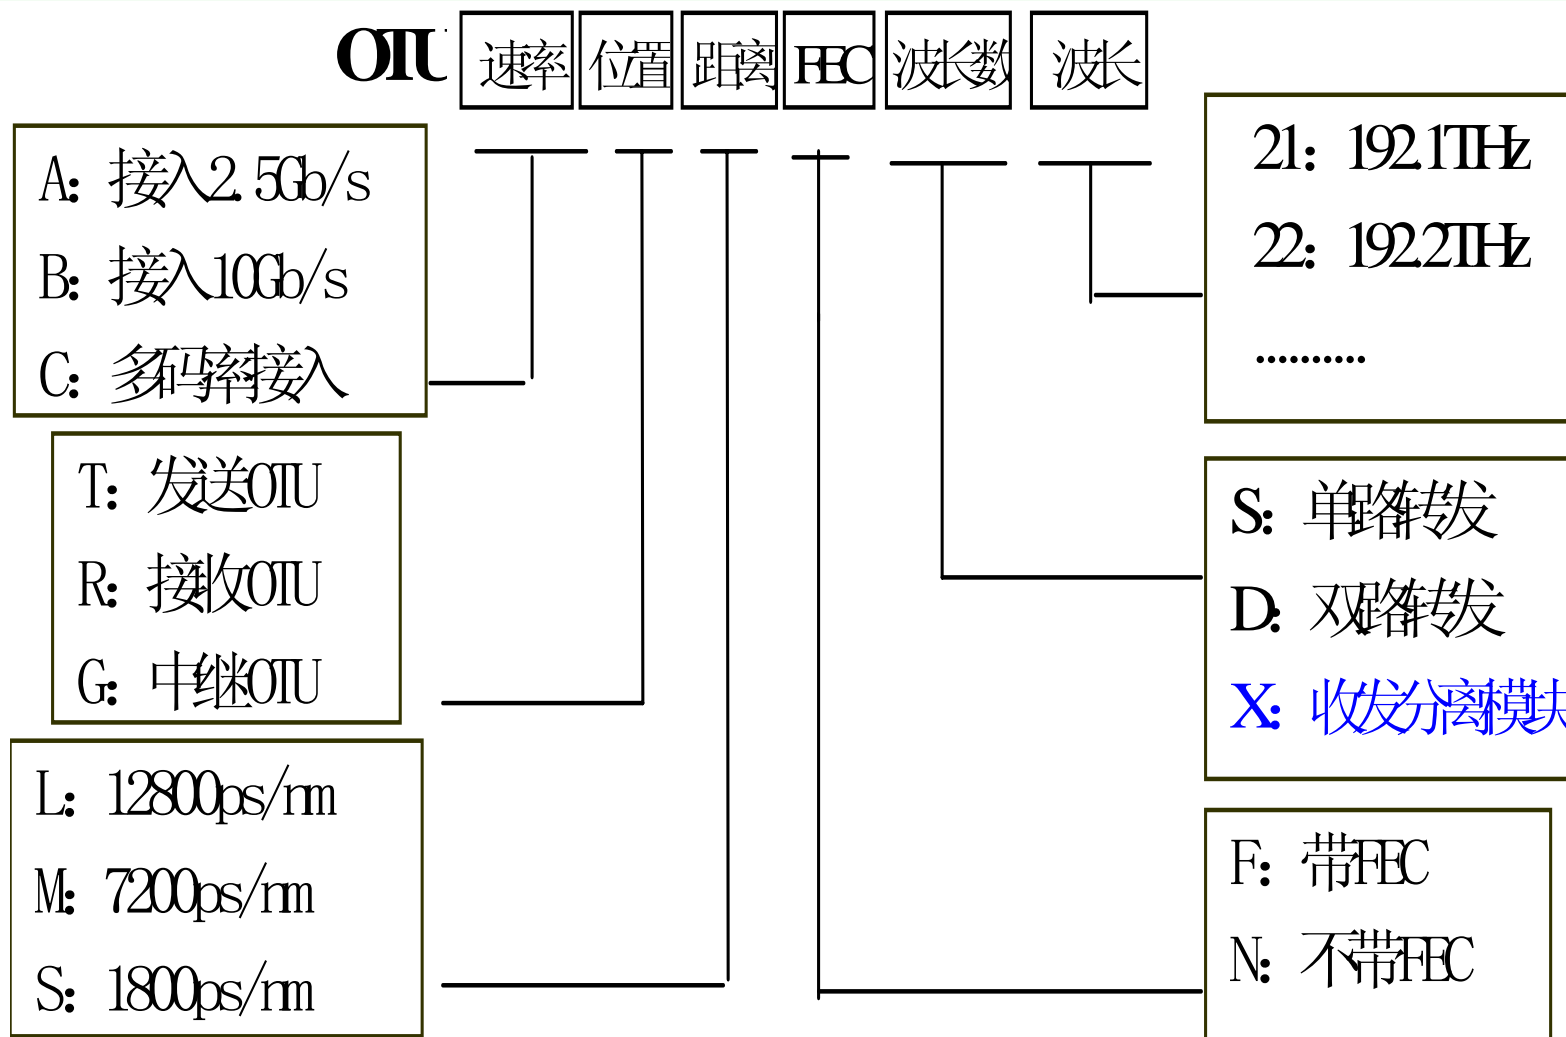 OTU 速率 位置 距离 FEC 波长数 波长
A: 接入2.5Gb/s
B: 接入10Gb/s
C: 多码率接入
T: 发送OTU
R: 接收OTU
G: 中继OTU
L: 12800ps/nm
M: 7200ps/nm
S: 1800ps/nm
21: 192.1THz
22: 192.2THz
..........
S: 单路转发
D: 双路转发
X: 收发分离模块
F: 带FEC
N: 不带FEC